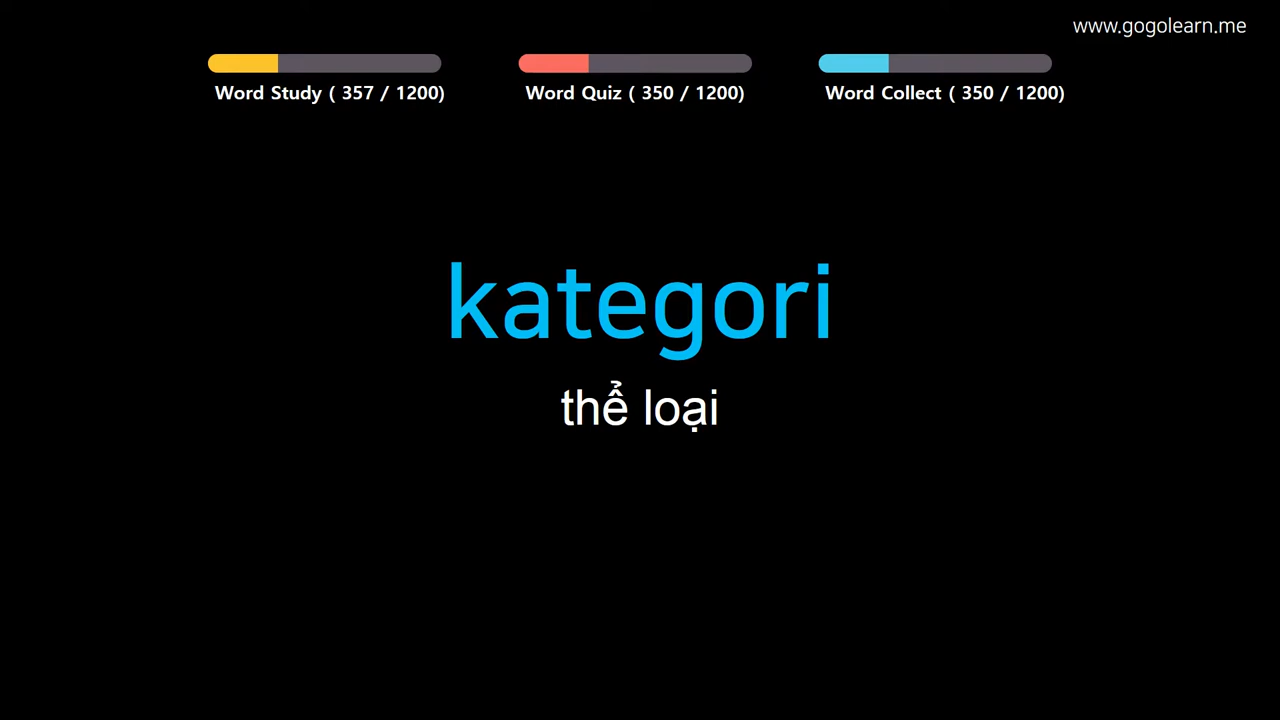 www.gogolearn.me
Word Study ( 357 / 1200)
Word Quiz ( 350 / 1200)
Word Collect ( 350 / 1200)
kategori
thể loại